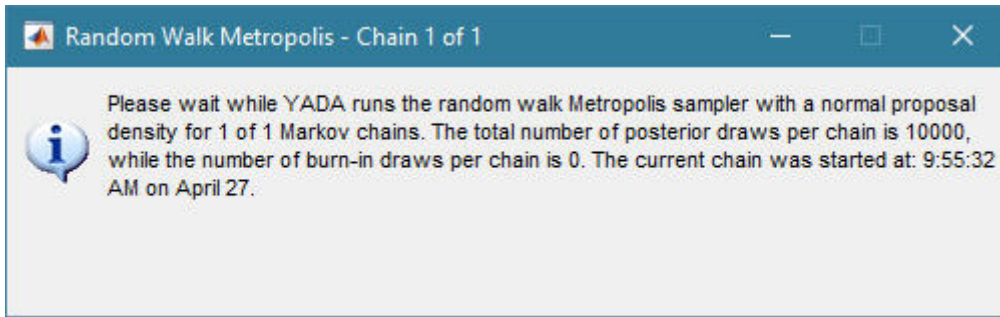 Random Walk Metropolis - Chain 1 of 1
Please wait while YADA runs the random walk Metropolis sampler with a normal proposal
density for 1 of 1 Markov chains. The total number of posterior draws per chain is 10000,
while the number of burn-in draws per chain is 0. The current chain was started at: 9:55:32
AM on April 27.